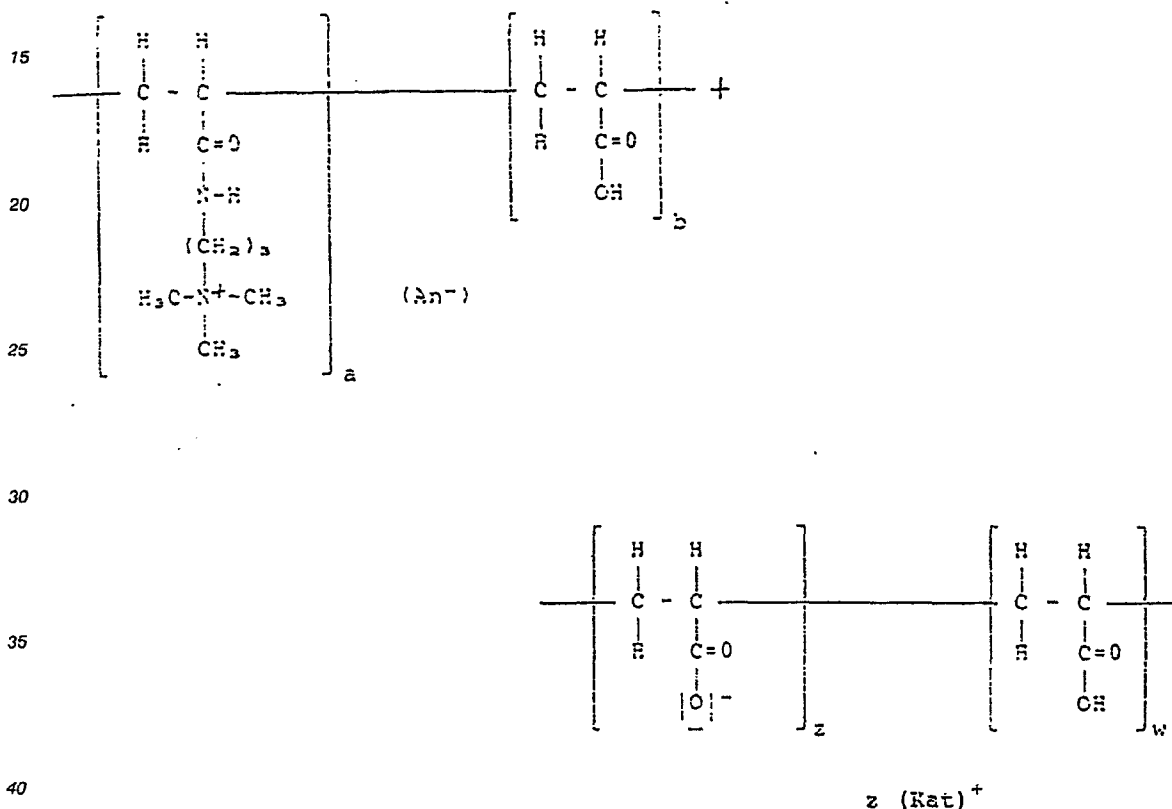 15
H H
C - C +
H C=O
N-H
(CH₂)₃
H₃C-N⁺-CH₃ (An⁻)
CH₃
a
H H
C - C
H C=O
OH
b
20
25
30
H H
C - C
H C=O
|O|⁻
z
H H
C - C
H C=O
OH
w
35
z (Kat)⁺
40